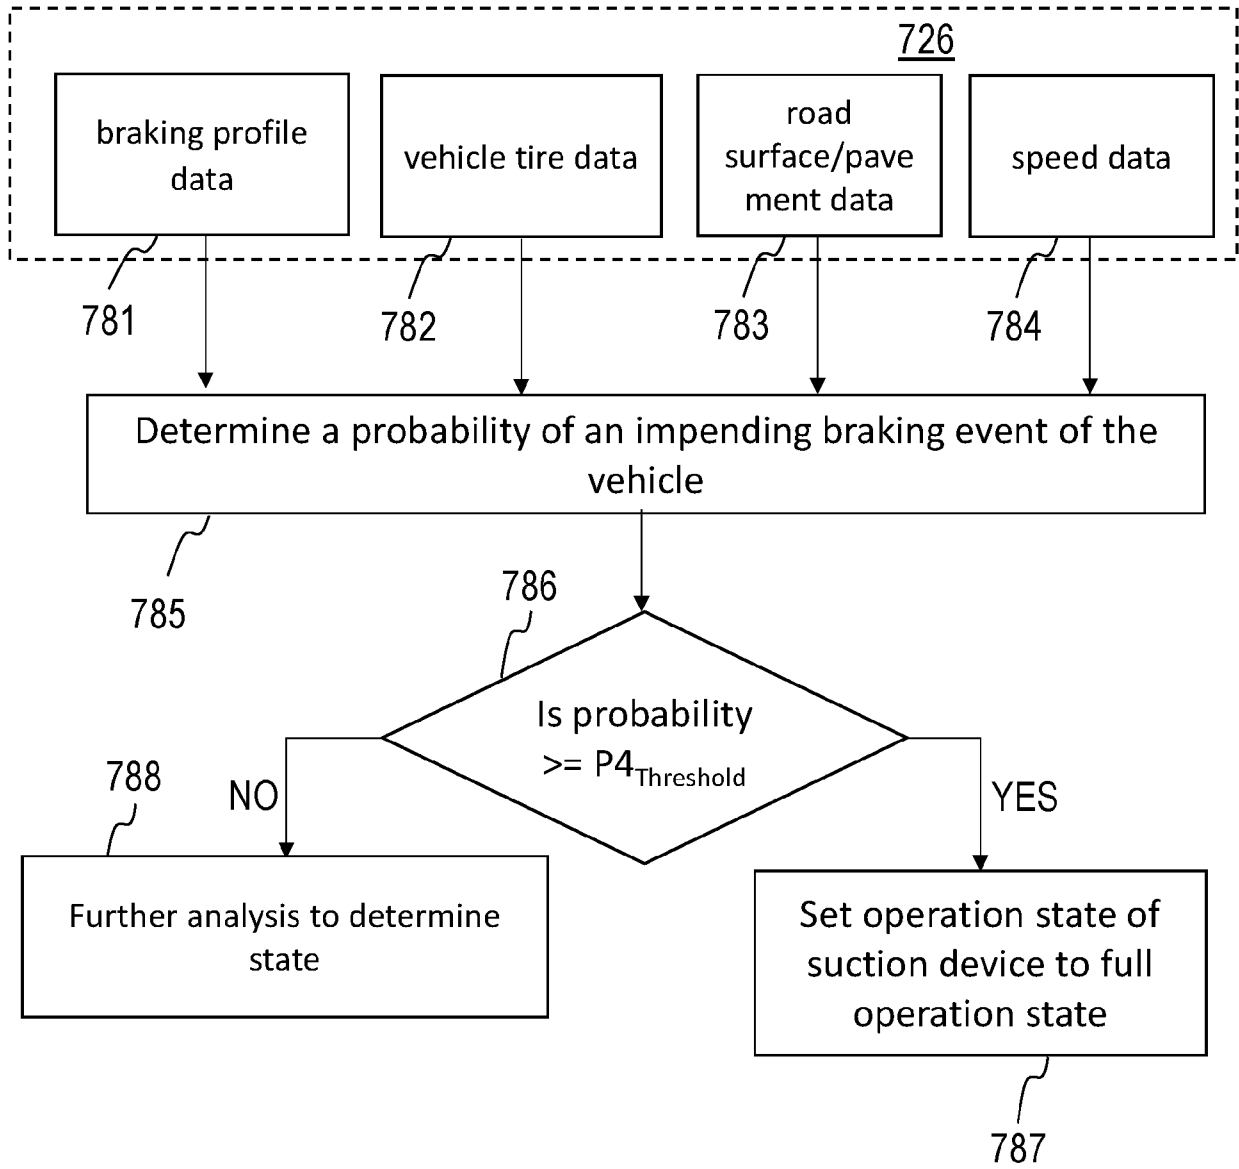 726
braking profile
data
vehicle tire data
road
surface/pave
ment data
speed data
781
782
783
784
Determine a probability of an impending braking event of the
vehicle
785
786
Is probability
>= P4Threshold
NO
YES
788
Further analysis to determine
state
Set operation state of
suction device to full
operation state
787